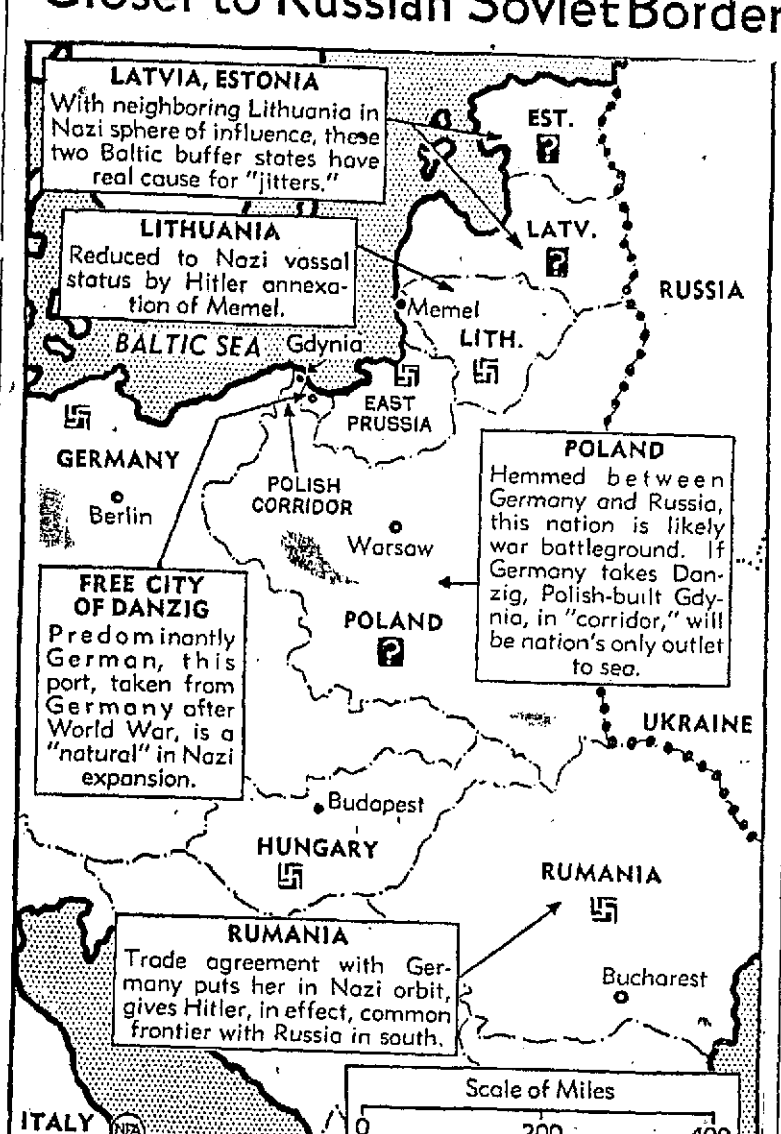 Closer to Russian Soviet Border
LATVIA, ESTONIA
With neighboring Lithuania in
Nazi sphere of influence, these
two Baltic buffer states have
real cause for "jitters."
EST.
?
LITHUANIA
Reduced to Nazi vassal
status by Hitler annexa-
tion of Memel.
LATV.
?
RUSSIA
Memel
LITH.
BALTIC SEA
Gdynia
EAST
PRUSSIA
GERMANY
Berlin
POLISH
CORRIDOR
Warsaw
POLAND
?
POLAND
Hemmed between
Germany and Russia,
this nation is likely
war battleground. If
Germany takes Dan-
zig, Polish-built Gdy-
nia, in "corridor," will
be nation's only outlet
to sea.
FREE CITY
OF DANZIG
Predominantly
German, this
port, taken from
Germany after
World War, is a
"natural" in Nazi
expansion.
UKRAINE
Budapest
HUNGARY
RUMANIA
RUMANIA
Trade agreement with Ger-
many puts her in Nazi orbit,
gives Hitler, in effect, common
frontier with Russia in south.
Bucharest
Scale of Miles
0 200 400
ITALY
NEA